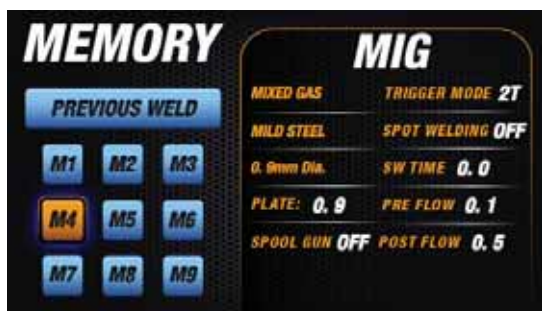 MEMORY
PREVIOUS WELD
M1 M2 M3
M4 M5 M6
M7 M8 M9
MIG
MIXED GAS TRIGGER MODE 2T
MILD STEEL SPOT WELDING OFF
0. 9mm Dia. SW TIME 0. 0
PLATE: 0. 9 PRE FLOW 0. 1
SPOOL GUN OFF POST FLOW 0. 5